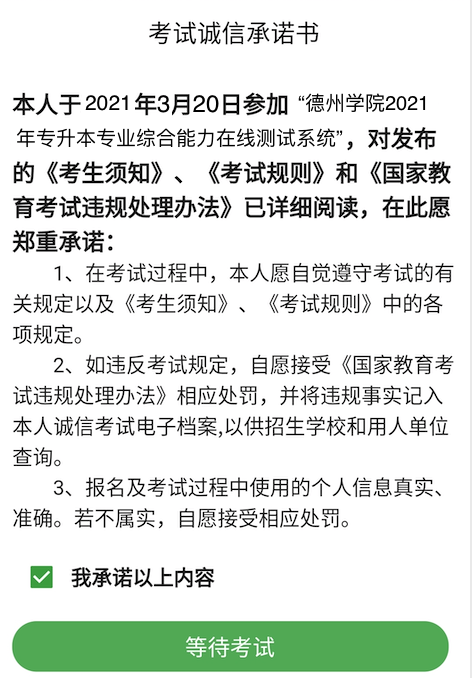 考试诚信承诺书
本人于2021年3月20日参加 “德州学院2021
年专升本专业综合能力在线测试系统”，对发布
的《考生须知》、《考试规则》和《国家教
育考试违规处理办法》已详细阅读，在此愿
郑重承诺：
1、在考试过程中，本人愿自觉遵守考试的有
关规定以及《考生须知》、《考试规则》中的各
项规定。
2、如违反考试规定，自愿接受《国家教育考
试违规处理办法》相应处罚，并将违规事实记入
本人诚信考试电子档案,以供招生学校和用人单位
查询。
3、报名及考试过程中使用的个人信息真实、
准确。若不属实，自愿接受相应处罚。
我承诺以上内容
等待考试